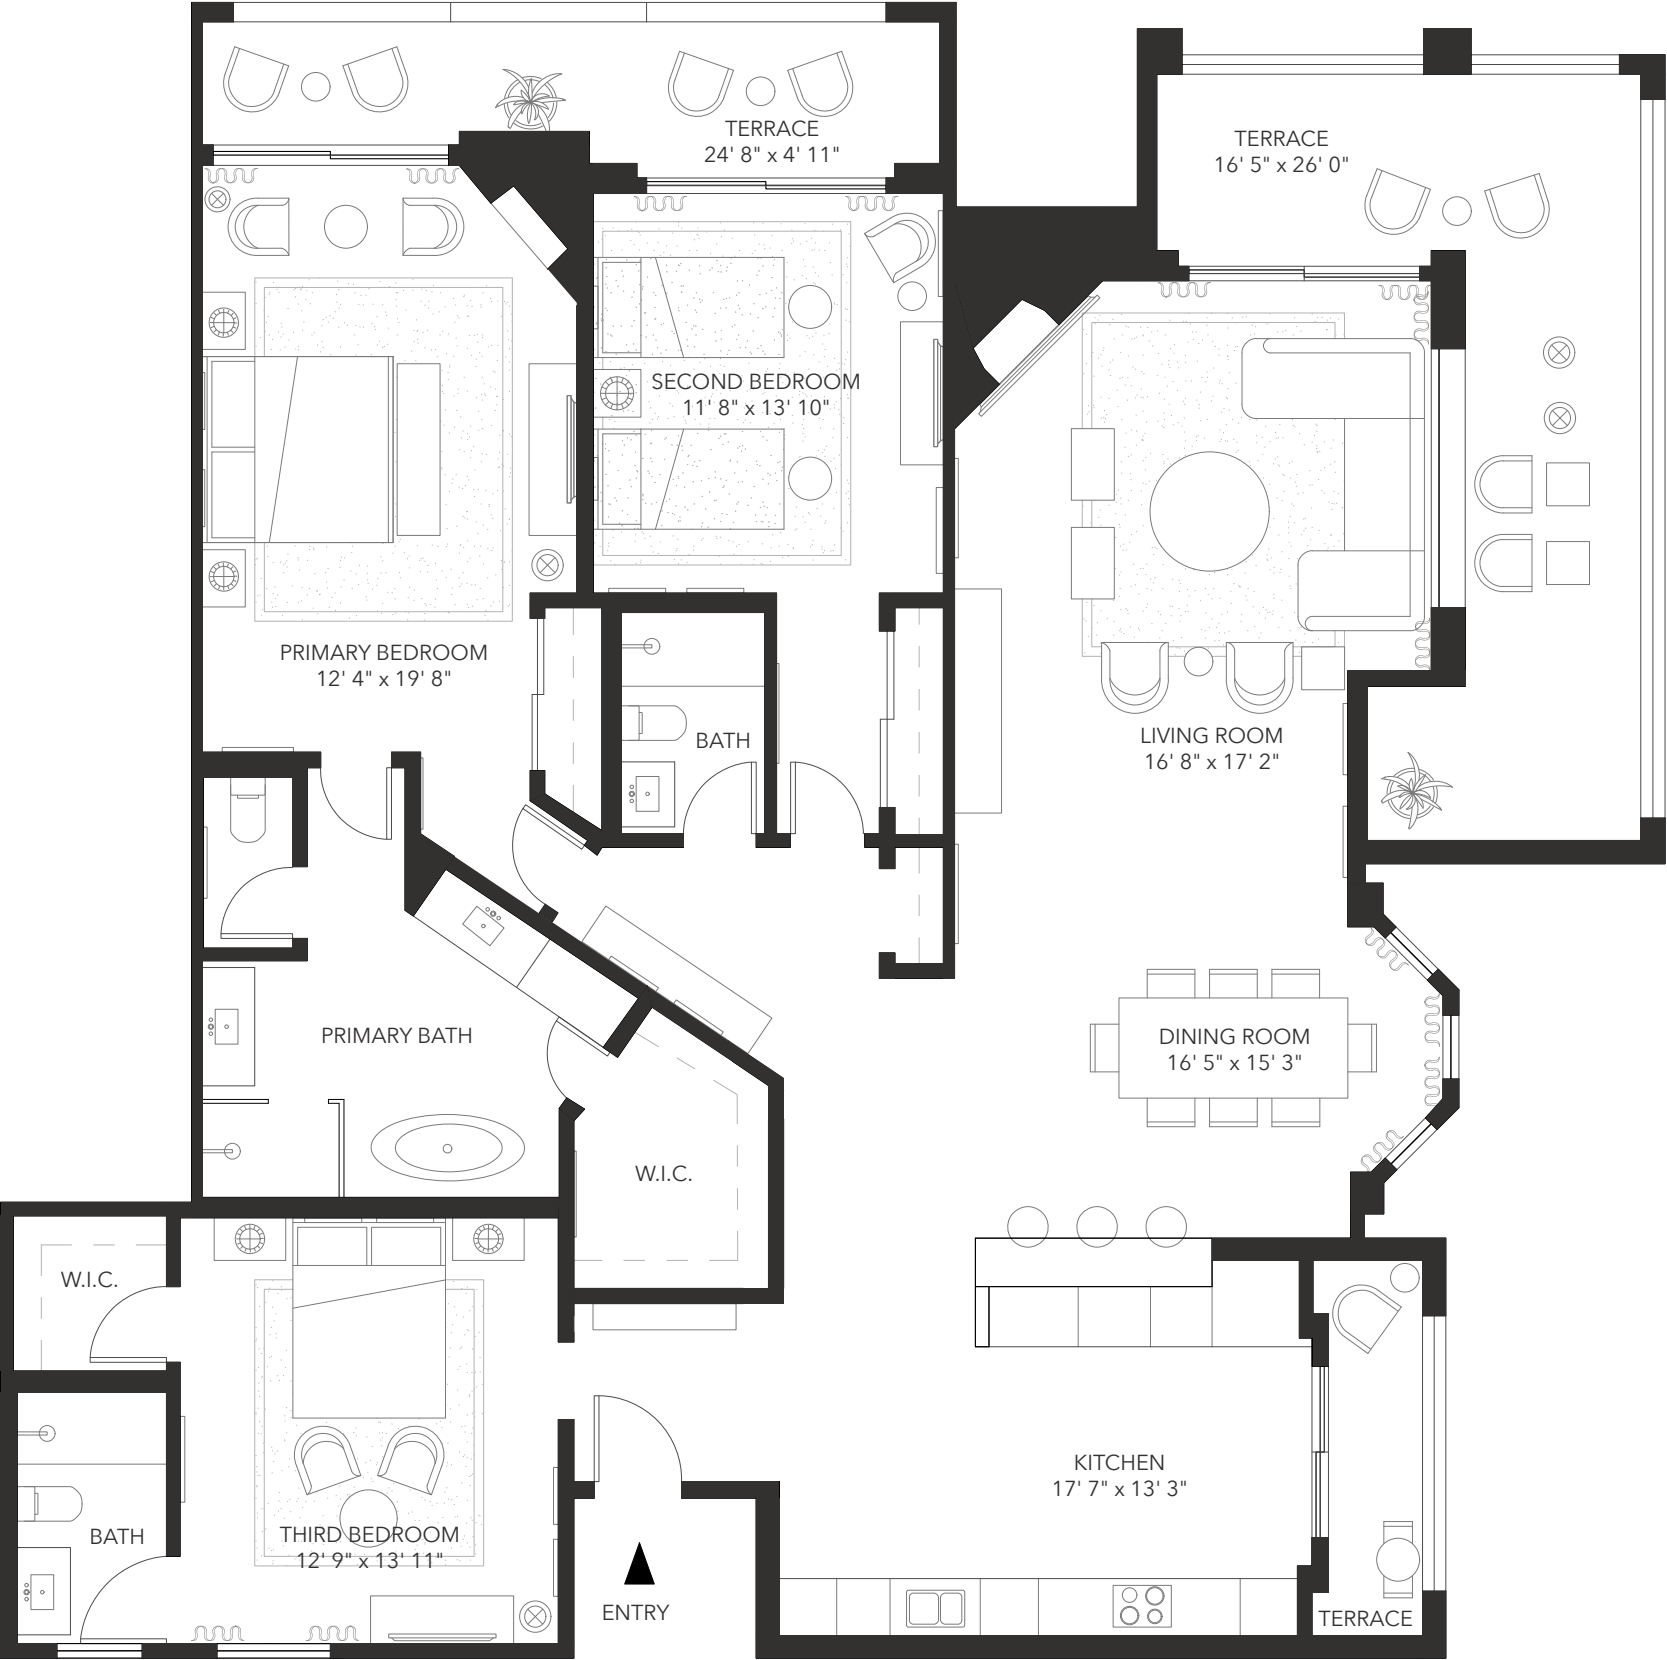 TERRACE
24' 8" x 4' 11"
TERRACE
16' 5" x 26' 0"
SECOND BEDROOM
11' 8" x 13' 10"
PRIMARY BEDROOM
12' 4" x 19' 8"
BATH
LIVING ROOM
16' 8" x 17' 2"
PRIMARY BATH
DINING ROOM
16' 5" x 15' 3"
W.I.C.
W.I.C.
KITCHEN
17' 7" x 13' 3"
BATH
THIRD BEDROOM
12' 9" x 13' 11"
ENTRY
TERRACE